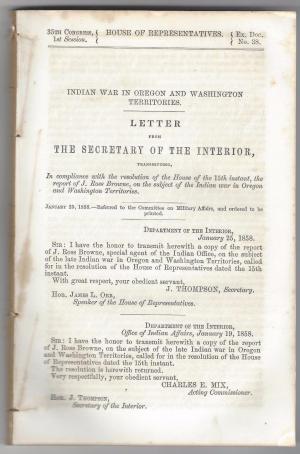 35TH CONGRESS, HOUSE OF REPRESENTATIVES. Ex. Doc.
1st Session. No. 38.
INDIAN WAR IN OREGON AND WASHINGTON
TERRITORIES.
LETTER
FROM
THE SECRETARY OF THE INTERIOR,
TRANSMITTING,
In compliance with the resolution of the House of the 15th instant, the
report of J. Ross Browne, on the subject of the Indian war in Oregon
and Washington Territories.
JANUARY 25, 1858.—Referred to the Committee on Military Affairs, and ordered to be
printed.
DEPARTMENT OF THE INTERIOR,
January 25, 1858.
SIR: I have the honor to transmit herewith a copy of the report
of J. Ross Browne, special agent of the Indian Office, on the subject
of the late Indian war in Oregon and Washington Territories, called
for in the resolution of the House of Representatives dated the 15th
instant.
With great respect, your obedient servant,
J. THOMPSON, Secretary.
Hon. JAMES L. ORR,
Speaker of the House of Representatives.
DEPARTMENT OF THE INTERIOR,
Office of Indian Affairs, January 19, 1858.
SIR: I have the honor to transmit herewith a copy of the report
of J. Ross Browne, on the subject of the late Indian war in Oregon
and Washington Territories, called for in the resolution of the House
of Representatives dated the 15th instant.
The resolution is herewith returned.
Very respectfully, your obedient servant,
CHARLES E. MIX,
Acting Commissioner.
Hon. J. THOMPSON,
Secretary of the Interior.